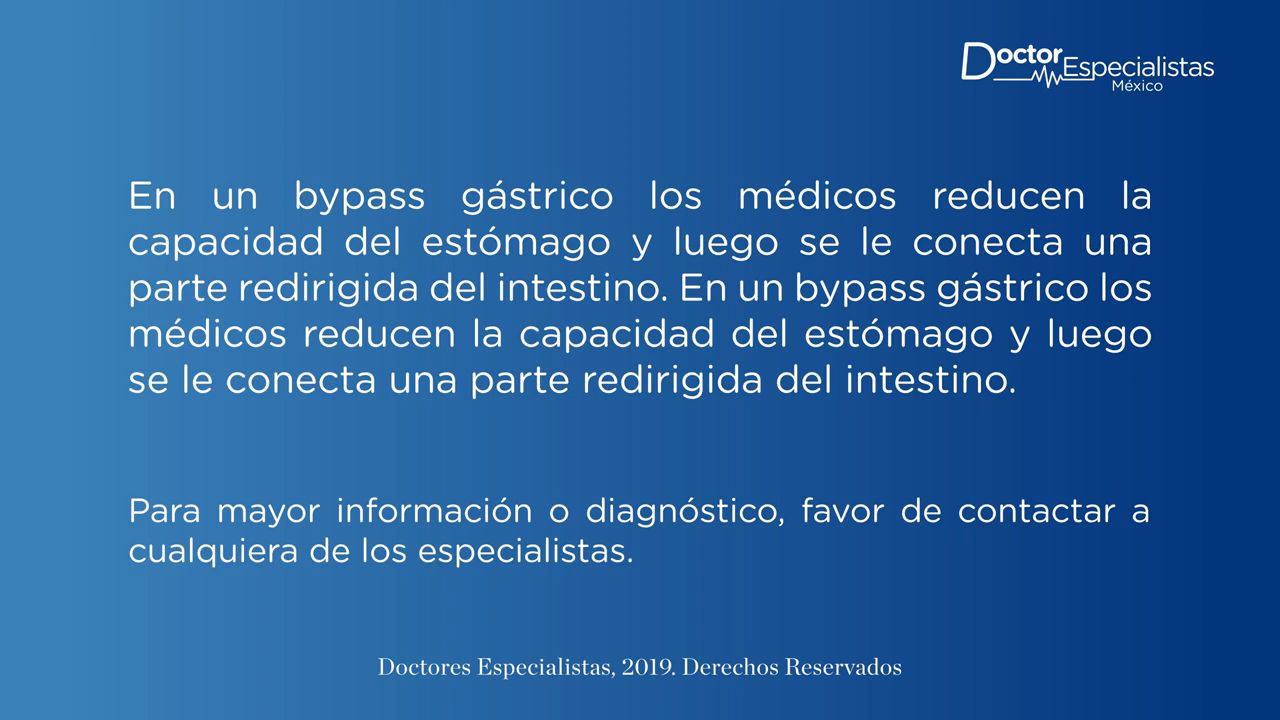 Doctor Especialistas
México
En un bypass gástrico los médicos reducen la
capacidad del estómago y luego se le conecta una
parte redirigida del intestino. En un bypass gástrico los
médicos reducen la capacidad del estómago y luego
se le conecta una parte redirigida del intestino.
Para mayor información o diagnóstico, favor de contactar a
cualquiera de los especialistas.
Doctores Especialistas, 2019. Derechos Reservados